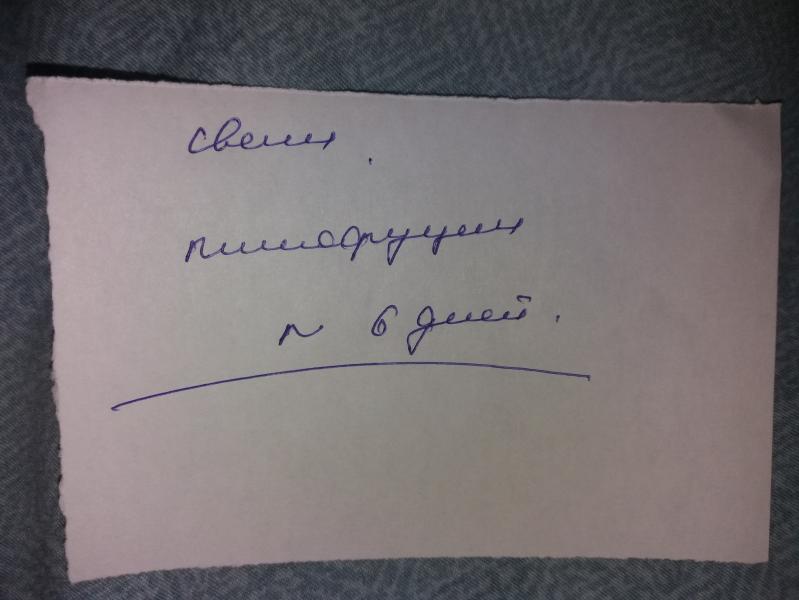 свечи
пимафуцин
N 6 дней.